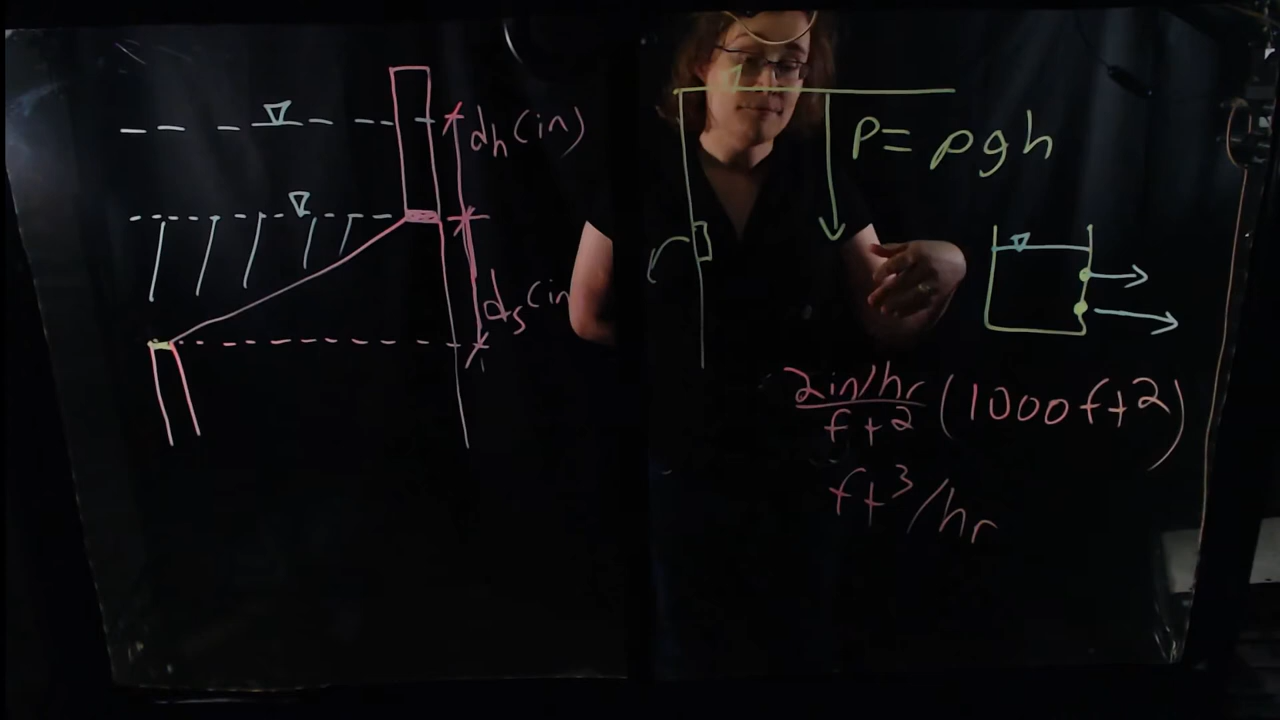 dh(in)
ds(in
P = ρgh
2in/hr
ft2
(1000ft2)
ft3/hr